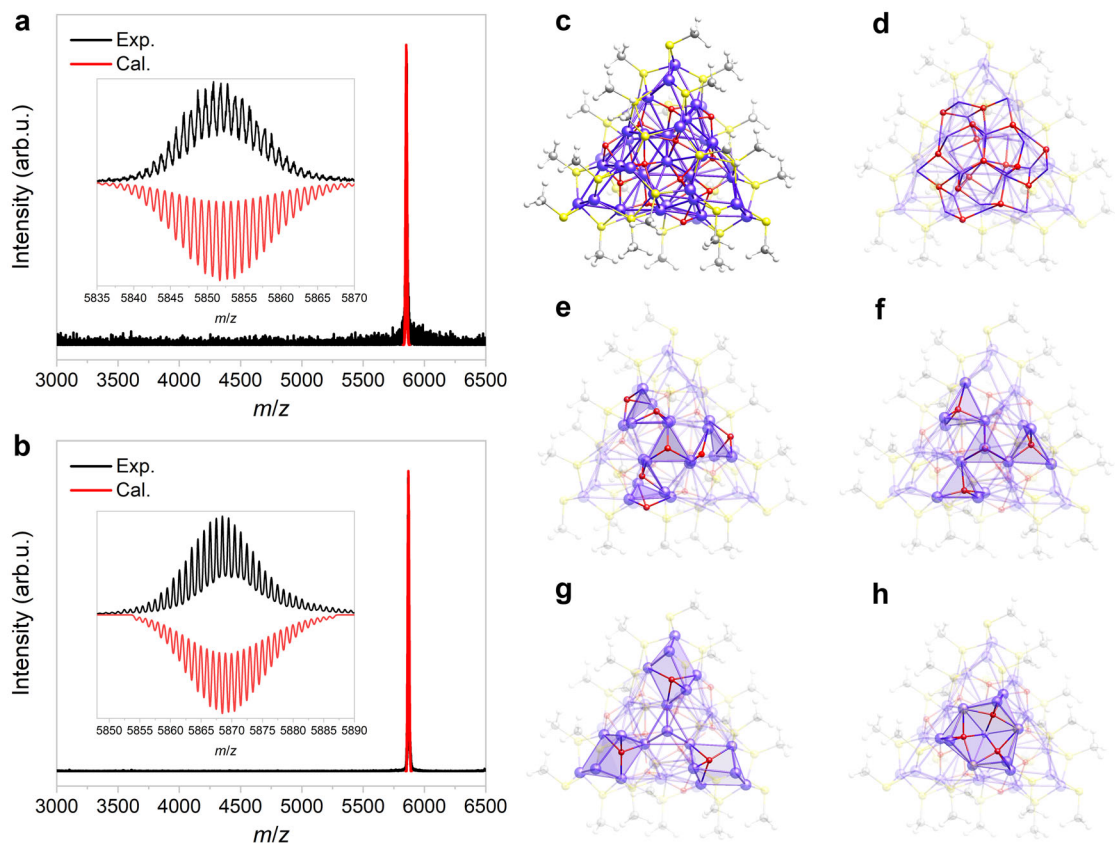 a
Exp.
Cal.
Intensity (arb.u.)
5835 5840 5845 5850 5855 5860 5865 5870
m/z
3000 3500 4000 4500 5000 5500 6000 6500
m/z
b
Exp.
Cal.
Intensity (arb.u.)
5850 5855 5860 5865 5870 5875 5880 5885 5890
m/z
3000 3500 4000 4500 5000 5500 6000 6500
m/z
c
d
e
f
g
h